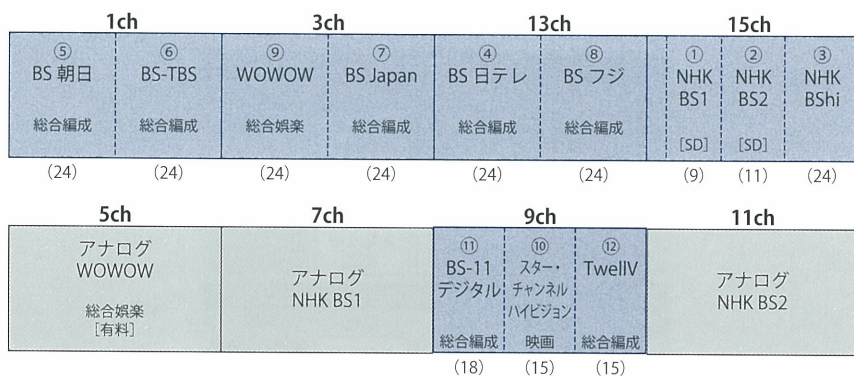 1ch 3ch 13ch 15ch
⑤ ⑥ ⑨ ⑦ ④ ⑧ ① ② ③
BS 朝日 BS-TBS WOWOW BS Japan BS 日テレ BS フジ NHK NHK NHK
BS1 BS2 BShi
総合編成 総合編成 総合娯楽 総合編成 総合編成 総合編成 [SD] [SD]
(24) (24) (24) (24) (24) (24) (9) (11) (24)
5ch 7ch 9ch 11ch
アナログ
WOWOW
総合娯楽
[有料]
アナログ
NHK BS1
⑪
BS-11
デジタル
総合編成
(18)
⑩
スター・
チャンネル
ハイビジョン
映画
(15)
⑫
TwellV
総合編成
(15)
アナログ
NHK BS2